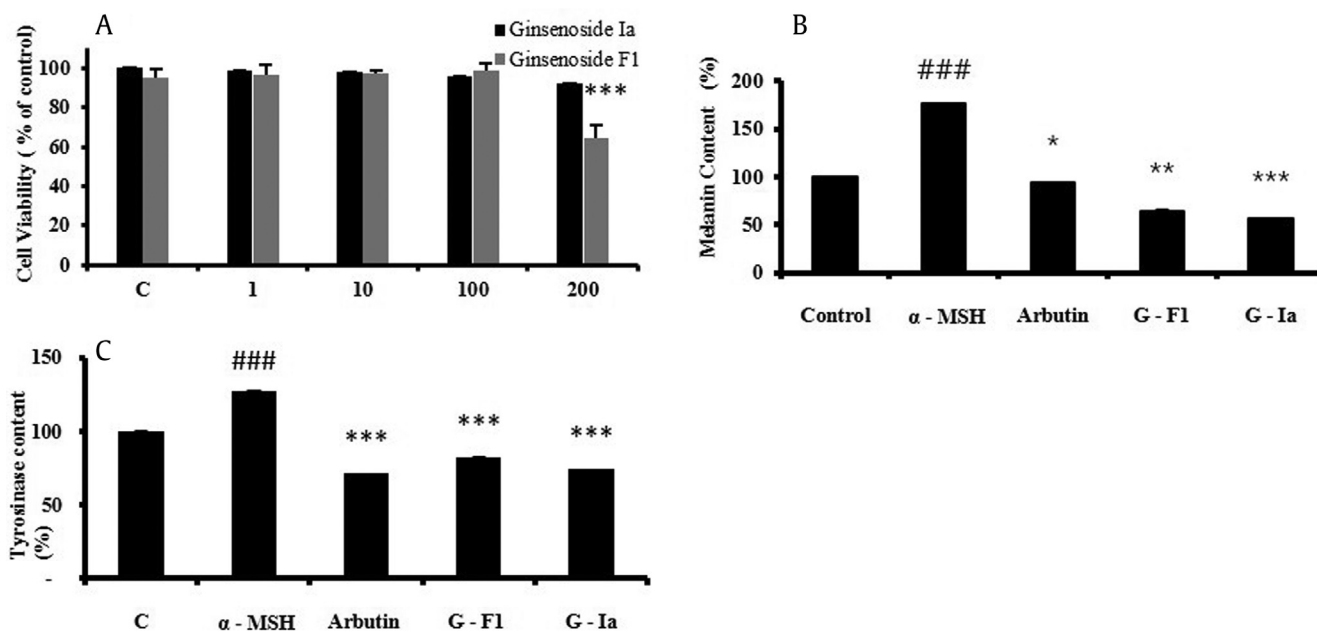 A
Ginsenoside Ia
Ginsenoside F1
Cell Viability ( % of control)
100
80
60
40
20
0
***
C 1 10 100 200
B
Melanin Content (%)
200
150
100
50
0
###
*
**
***
Control α - MSH Arbutin G - F1 G - Ia
C
Tyrosinase content
(%)
150
100
50
-
###
***
***
***
C α - MSH Arbutin G - F1 G - Ia